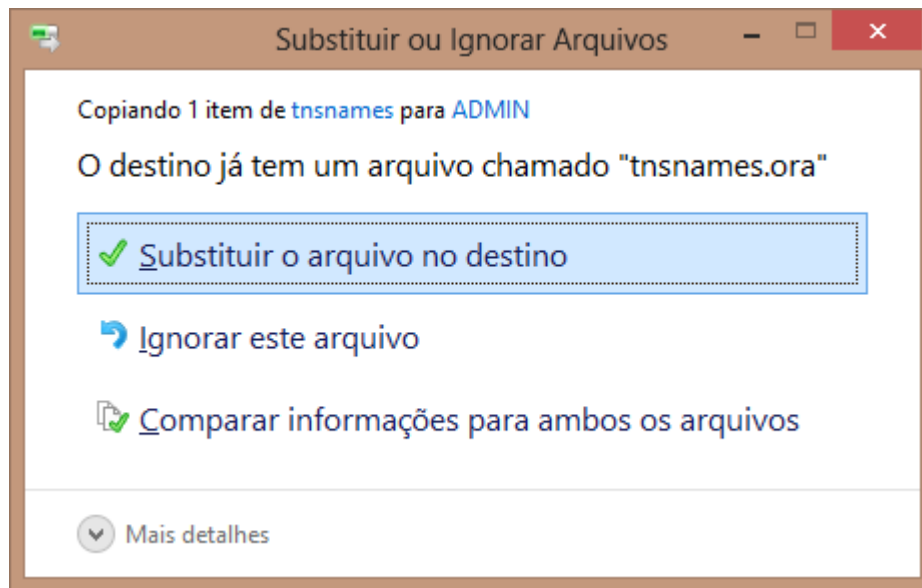 Substituir ou Ignorar Arquivos
Copiando 1 item de tnsnames para ADMIN
O destino já tem um arquivo chamado "tnsnames.ora"
Substituir o arquivo no destino
Ignorar este arquivo
Comparar informações para ambos os arquivos
Mais detalhes